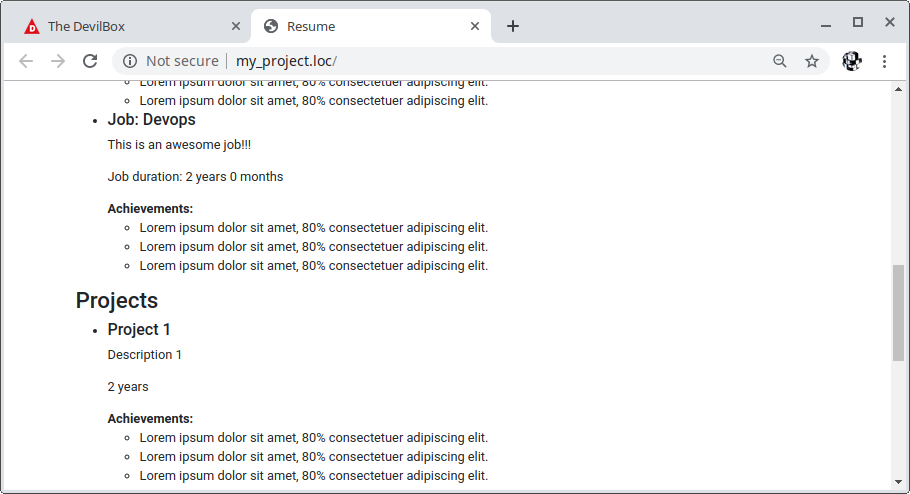 The DevilBox
Resume
Not secure
my_project.loc/
Lorem ipsum dolor sit amet, 80% consectetuer adipiscing elit.
Lorem ipsum dolor sit amet, 80% consectetuer adipiscing elit.
Job: Devops
This is an awesome job!!!
Job duration: 2 years 0 months
Achievements:
Lorem ipsum dolor sit amet, 80% consectetuer adipiscing elit.
Lorem ipsum dolor sit amet, 80% consectetuer adipiscing elit.
Lorem ipsum dolor sit amet, 80% consectetuer adipiscing elit.
Projects
Project 1
Description 1
2 years
Achievements:
Lorem ipsum dolor sit amet, 80% consectetuer adipiscing elit.
Lorem ipsum dolor sit amet, 80% consectetuer adipiscing elit.
Lorem ipsum dolor sit amet, 80% consectetuer adipiscing elit.